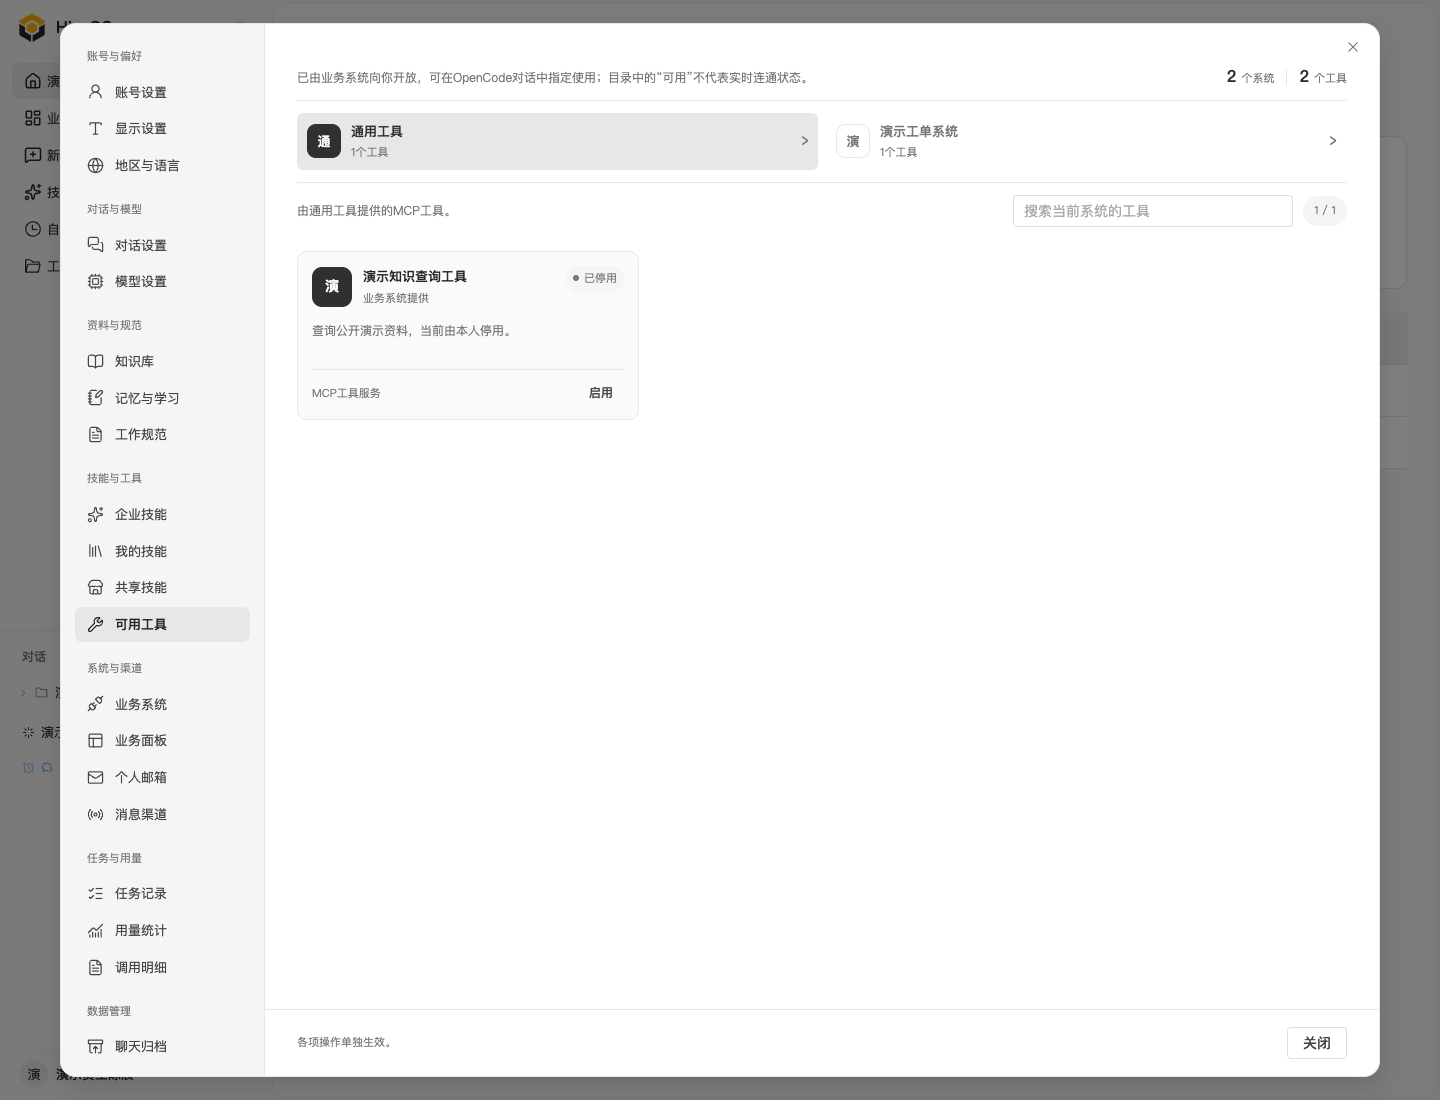 账号与偏好
账号设置
显示设置
地区与语言
对话与模型
对话设置
模型设置
资料与规范
知识库
记忆与学习
工作规范
技能与工具
企业技能
我的技能
共享技能
可用工具
系统与渠道
业务系统
业务面板
个人邮箱
消息渠道
任务与用量
任务记录
用量统计
调用明细
数据管理
聊天归档
对话
演
已由业务系统向你开放，可在OpenCode对话中指定使用；目录中的“可用”不代表实时连通状态。
2 个系统
2 个工具
通
通用工具
1个工具
演
演示工单系统
1个工具
由通用工具提供的MCP工具。
搜索当前系统的工具
1 / 1
演
演示知识查询工具
业务系统提供
已停用
查询公开演示资料，当前由本人停用。
MCP工具服务
启用
各项操作单独生效。
关闭